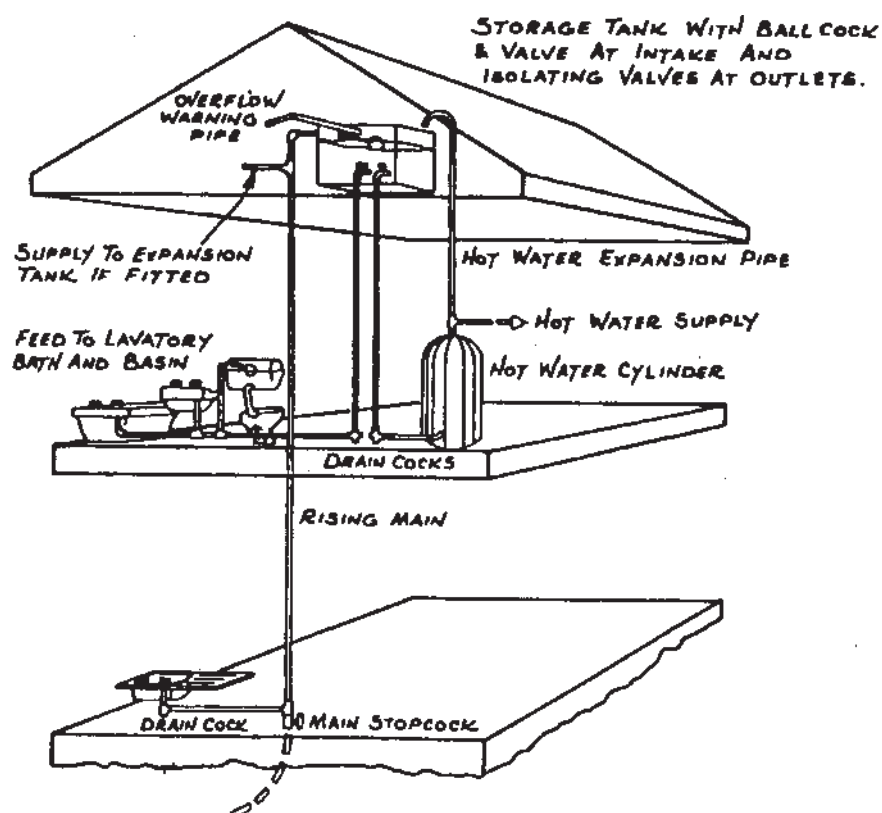 STORAGE TANK WITH BALL COCK
& VALVE AT INTAKE AND
ISOLATING VALVES AT OUTLETS.
OVERFLOW
WARNING
PIPE
SUPPLY TO EXPANSION
TANK IF FITTED
HOT WATER EXPANSION PIPE
HOT WATER SUPPLY
FEED TO LAVATORY
BATH AND BASIN
HOT WATER CYLINDER
DRAIN COCKS
RISING MAIN
DRAIN COCK
MAIN STOPCOCK